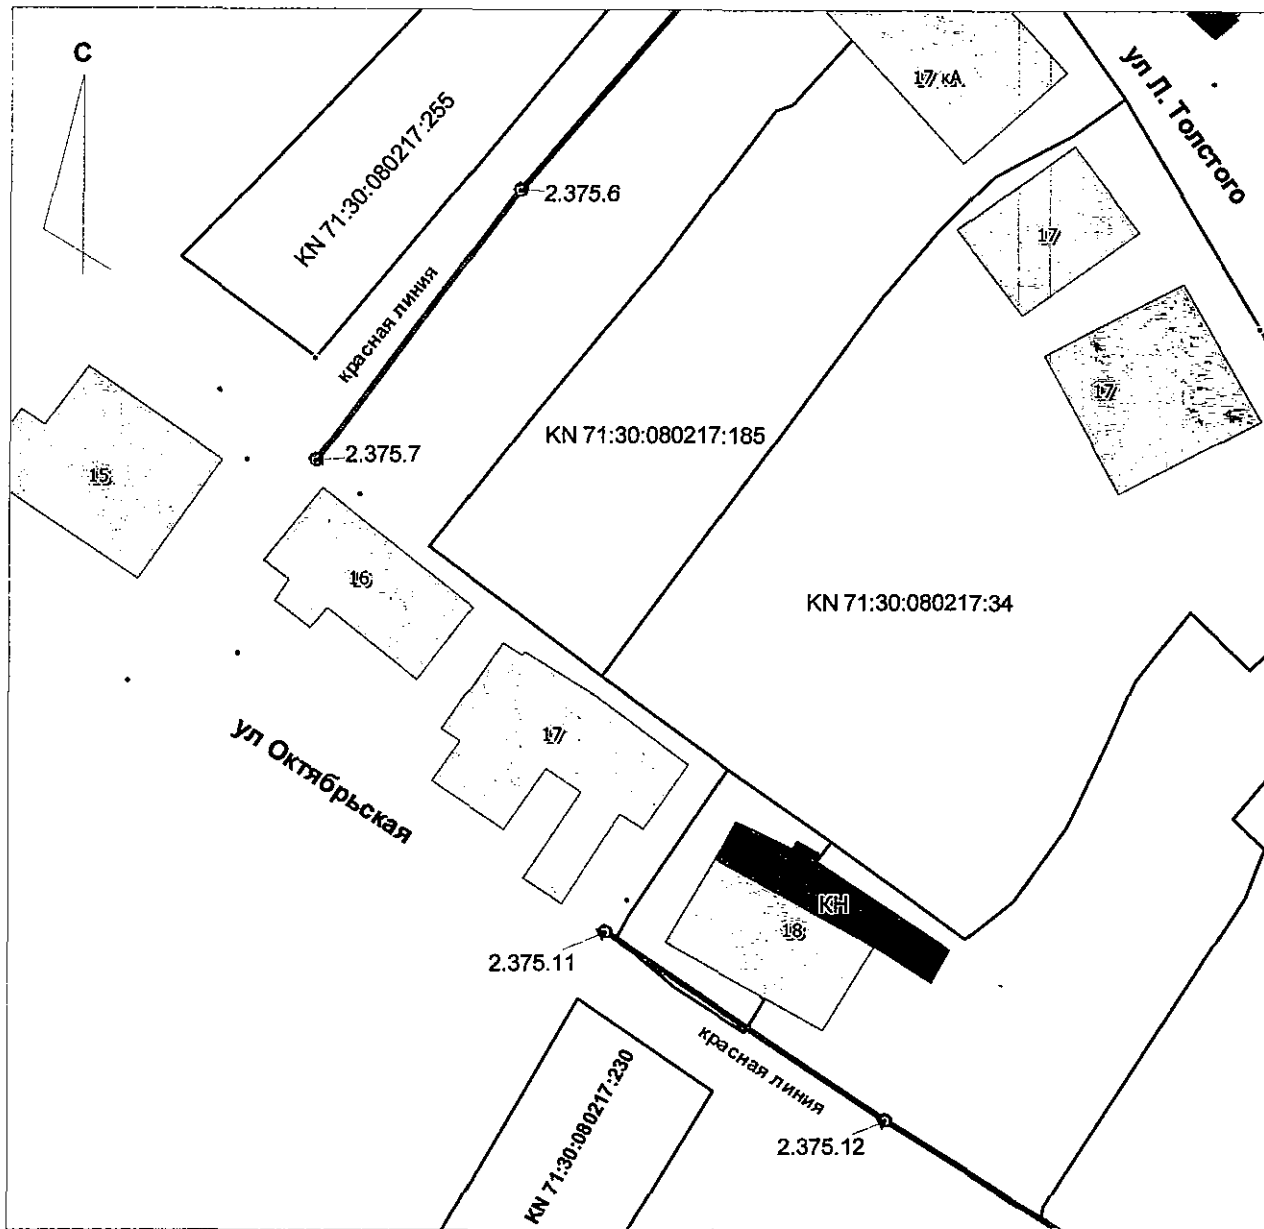 С
17 кА
ул Л. Толстого
KN 71:30:080217:255
2.375.6
17
красная линия
17
KN 71:30:080217:185
2.375.7
15
16
KN 71:30:080217:34
ул Октябрьская
17
КН
18
2.375.11
красная линия
KN 71:30:080217:230
2.375.12